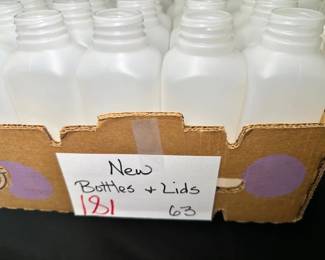 New
Bottles + Lids
181 63